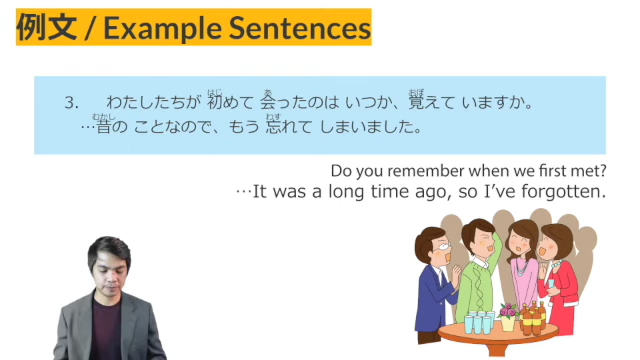 例文 / Example Sentences
3. わたしたちが 初めて 会ったのは いつか、覚えて いますか。
…昔の ことなので、もう 忘れて しまいました。
Do you remember when we first met?
…It was a long time ago, so I've forgotten.